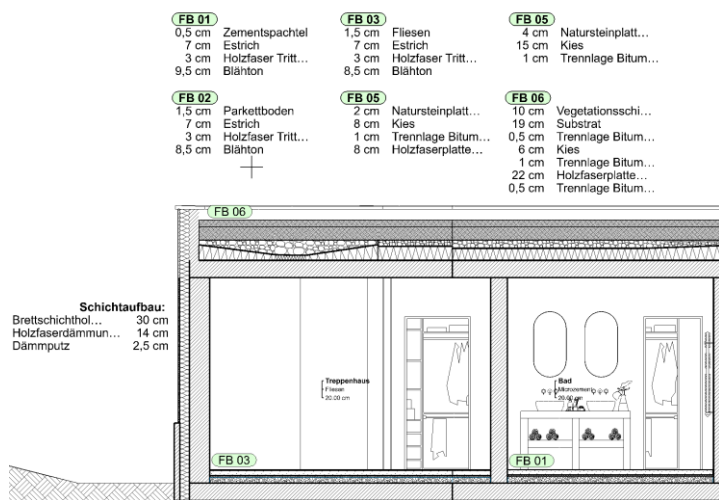 FB 01
0,5 cm Zementspachtel
7 cm Estrich
3 cm Holzfaser Tritt...
9,5 cm Blähton
FB 03
1,5 cm Fliesen
7 cm Estrich
3 cm Holzfaser Tritt...
8,5 cm Blähton
FB 05
4 cm Natursteinplatt...
15 cm Kies
1 cm Trennlage Bitum...
FB 02
1,5 cm Parkettboden
7 cm Estrich
3 cm Holzfaser Tritt...
8,5 cm Blähton
FB 05
2 cm Natursteinplatt...
8 cm Kies
1 cm Trennlage Bitum...
8 cm Holzfaserplatte...
FB 06
10 cm Vegetationsschi...
19 cm Substrat
0,5 cm Trennlage Bitum...
6 cm Kies
1 cm Trennlage Bitum...
22 cm Holzfaserplatte...
0,5 cm Trennlage Bitum...
FB 06
Schichtaufbau:
Brettschichthol... 30 cm
Holzfaserdämmun... 14 cm
Dämmputz 2,5 cm
Treppenhaus
Fliesen
20.00 cm
Bad
Microzement
20.00 cm
FB 03
FB 01